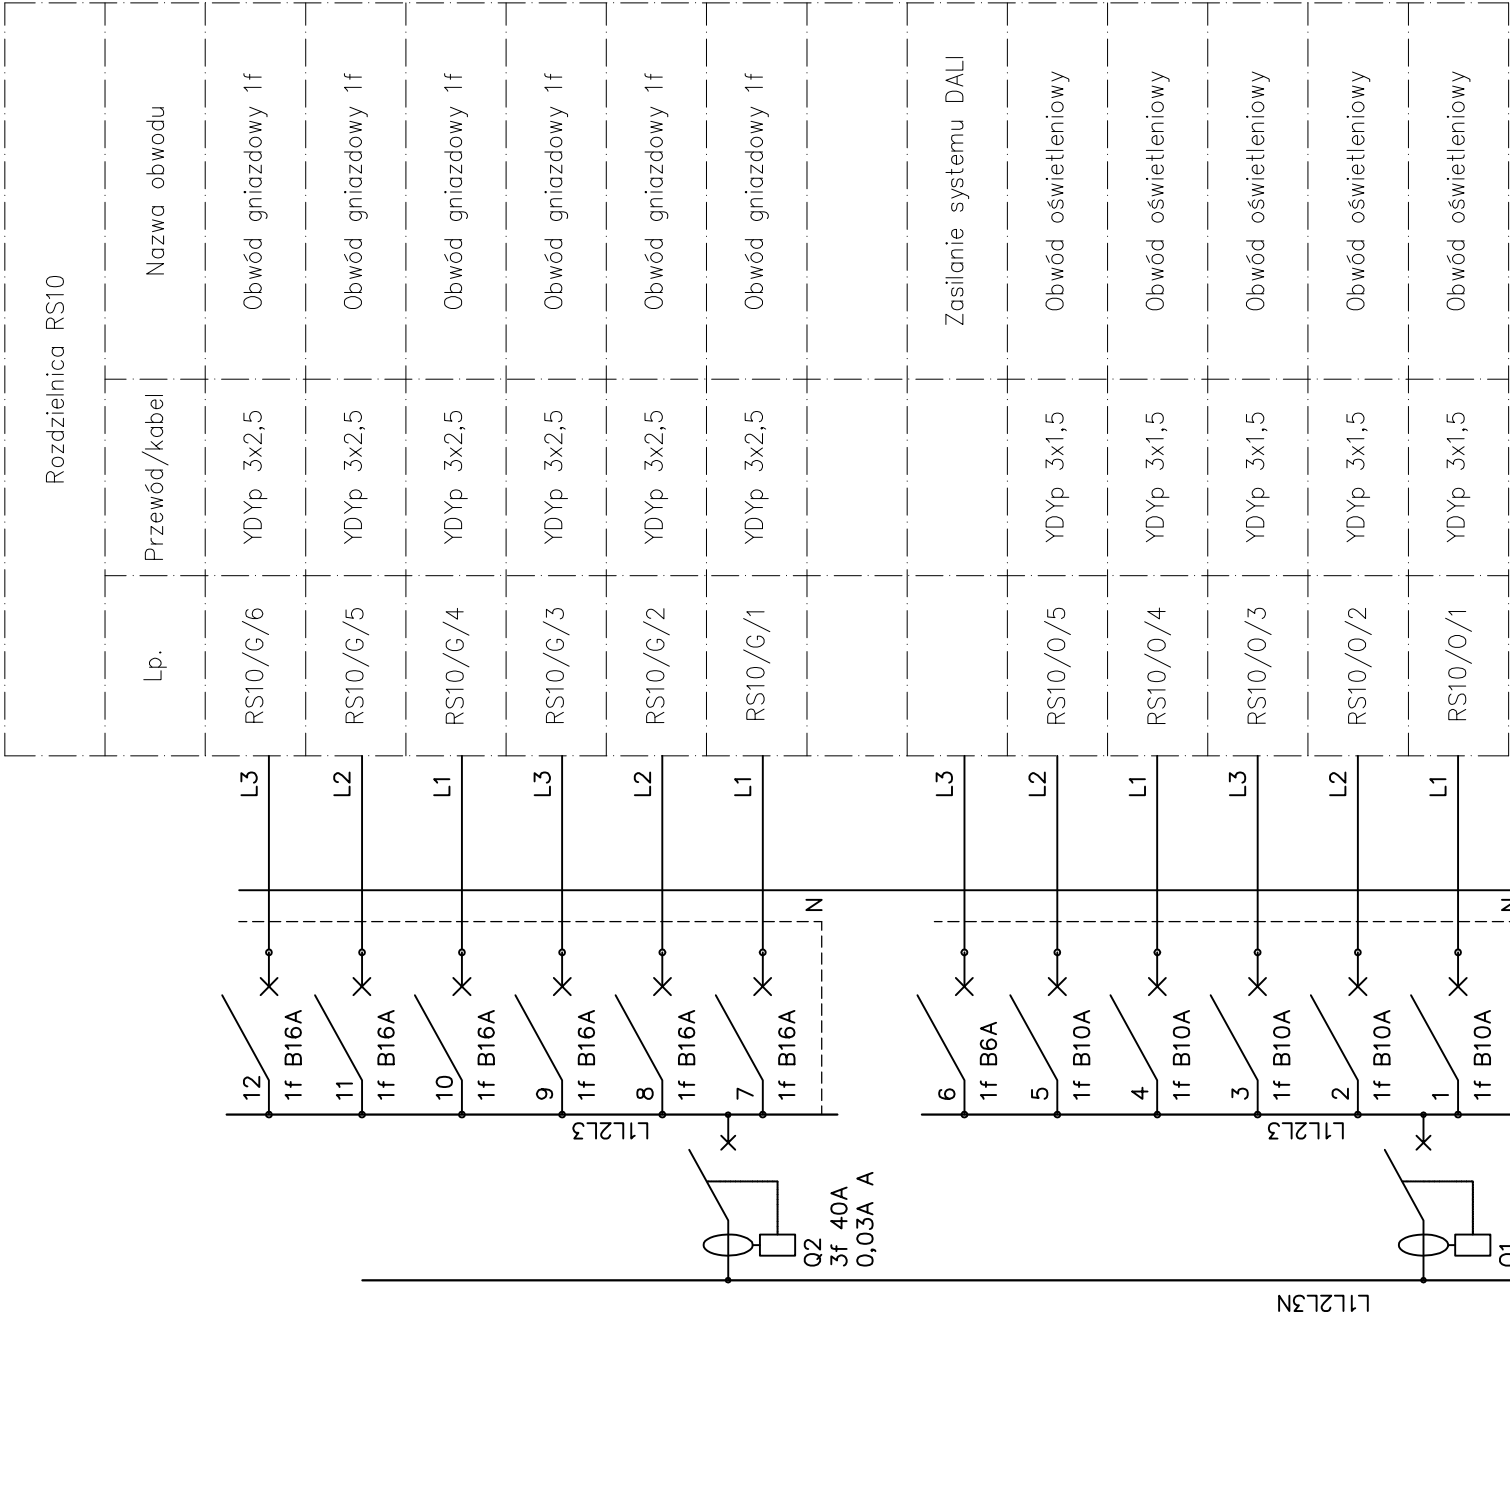 Rozdzielnica RS10
Lp. Przewód/kabel Nazwa obwodu
L3 RS10/G/6 YDYp 3x2,5 Obwód gniazdowy 1f
12
1f B16A
L2 RS10/G/5 YDYp 3x2,5 Obwód gniazdowy 1f
11
1f B16A
L1 RS10/G/4 YDYp 3x2,5 Obwód gniazdowy 1f
10
1f B16A
L3 RS10/G/3 YDYp 3x2,5 Obwód gniazdowy 1f
9
1f B16A
L1L2L3
L2 RS10/G/2 YDYp 3x2,5 Obwód gniazdowy 1f
8
1f B16A
L1 RS10/G/1 YDYp 3x2,5 Obwód gniazdowy 1f
7
1f B16A
N
Q2
3f 40A
0,03A A
L3 Zasilanie systemu DALI
6
1f B6A
L2 RS10/O/5 YDYp 3x1,5 Obwód oświetleniowy
5
1f B10A
L1 RS10/O/4 YDYp 3x1,5 Obwód oświetleniowy
4
1f B10A
L3 RS10/O/3 YDYp 3x1,5 Obwód oświetleniowy
3
1f B10A
L1L2L3
L1L2L3N
L2 RS10/O/2 YDYp 3x1,5 Obwód oświetleniowy
2
1f B10A
L1 RS10/O/1 YDYp 3x1,5 Obwód oświetleniowy
1
1f B10A
N
Q1